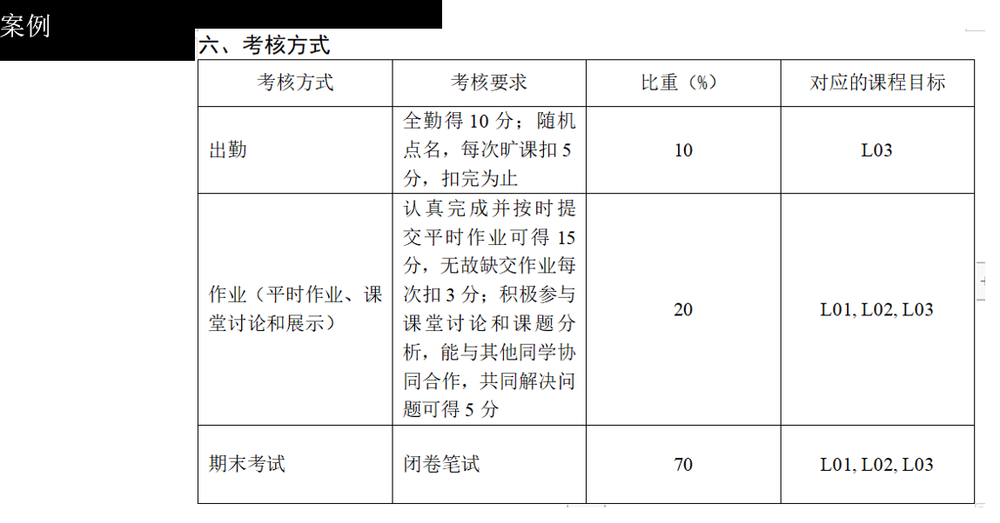 案例
六、考核方式
考核方式 考核要求 比重（%） 对应的课程目标
出勤
全勤得 10 分；随机
点名，每次旷课扣 5
分，扣完为止
10
L03
作业（平时作业、课
堂讨论和展示）
认真完成并按时提
交平时作业可得 15
分，无故缺交作业每
次扣 3 分；积极参与
课堂讨论和课题分
析，能与其他同学协
同合作，共同解决问
题可得 5 分
20
L01, L02, L03
期末考试
闭卷笔试
70
L01, L02, L03